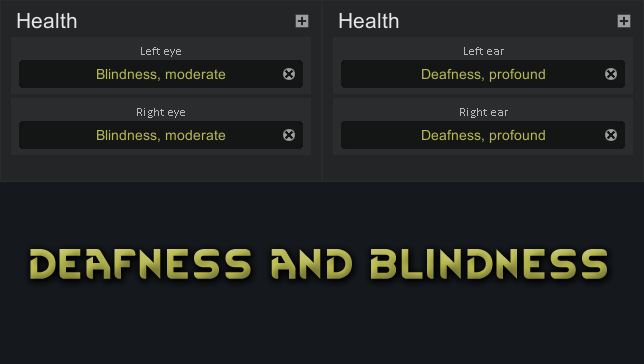 Health
Left eye
Blindness, moderate
Right eye
Blindness, moderate
Health
Left ear
Deafness, profound
Right ear
Deafness, profound
DEAFNESS AND BLINDNESS